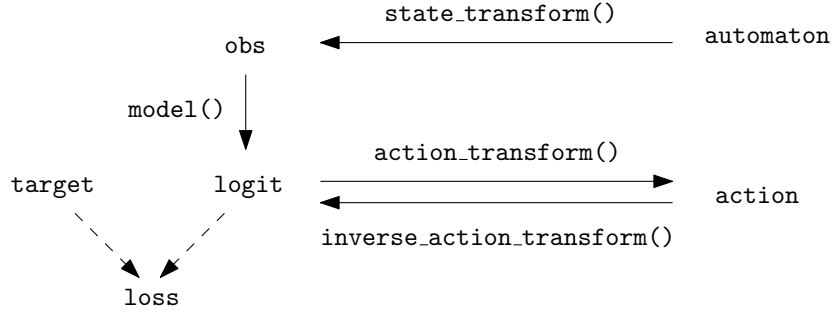 state_transform()
obs
automaton
model()
action_transform()
target
logit
action
inverse_action_transform()
loss